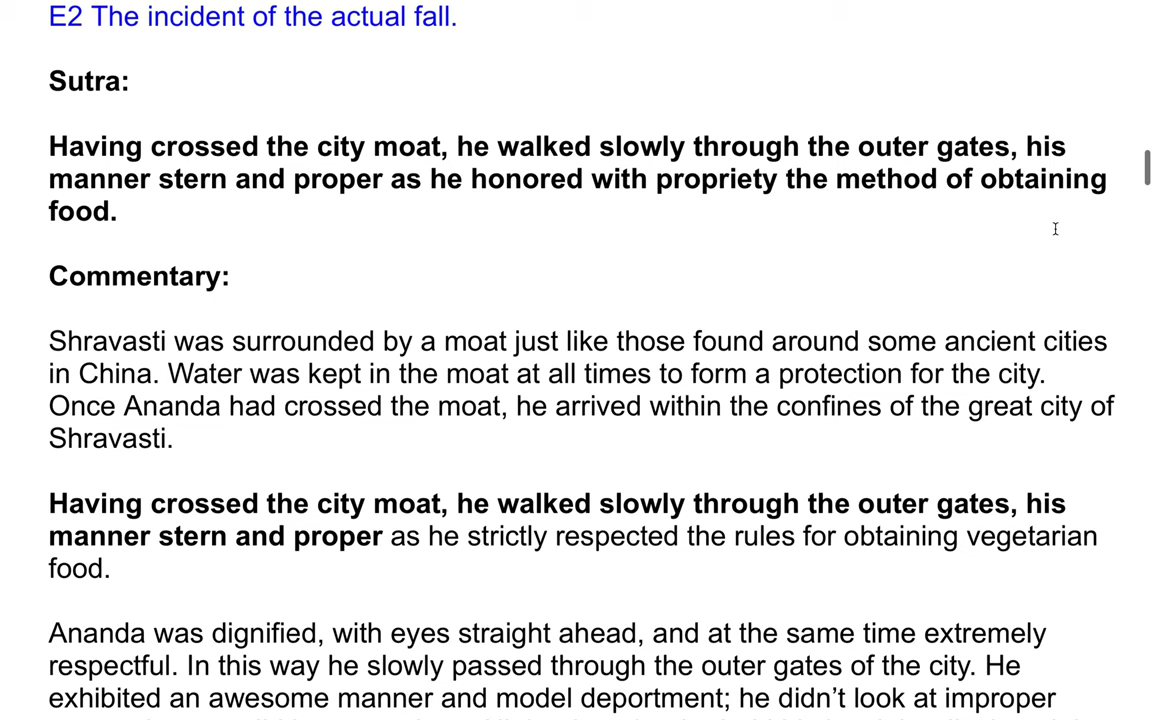 E2 The incident of the actual fall.
Sutra:
Having crossed the city moat, he walked slowly through the outer gates, his
manner stern and proper as he honored with propriety the method of obtaining
food.
Commentary:
Shravasti was surrounded by a moat just like those found around some ancient cities
in China. Water was kept in the moat at all times to form a protection for the city.
Once Ananda had crossed the moat, he arrived within the confines of the great city of
Shravasti.
Having crossed the city moat, he walked slowly through the outer gates, his
manner stern and proper as he strictly respected the rules for obtaining vegetarian
food.
Ananda was dignified, with eyes straight ahead, and at the same time extremely
respectful. In this way he slowly passed through the outer gates of the city. He
exhibited an awesome manner and model deportment; he didn’t look at improper